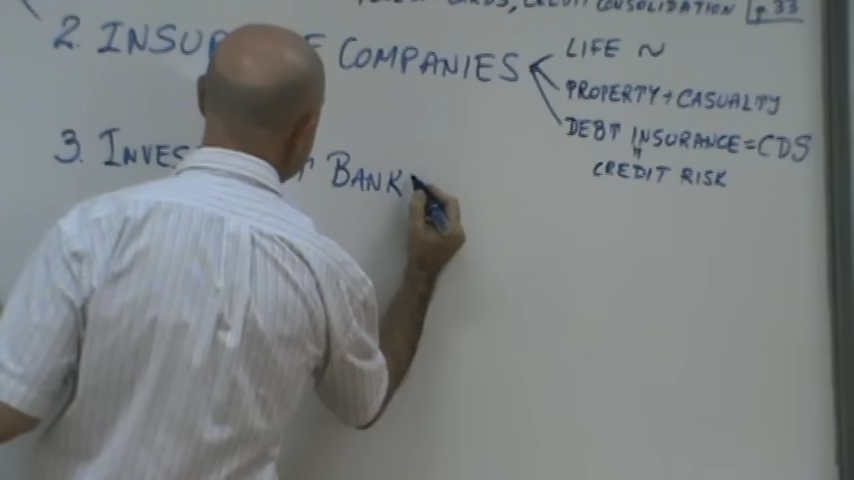 CARDS, CREDIT CONSOLIDATION p.33
2. INSU E COMPANIES
LIFE ~
PROPERTY + CASUALTY
DEBT INSURANCE = CDS
"
CREDIT RISK
3. INVES T BANK